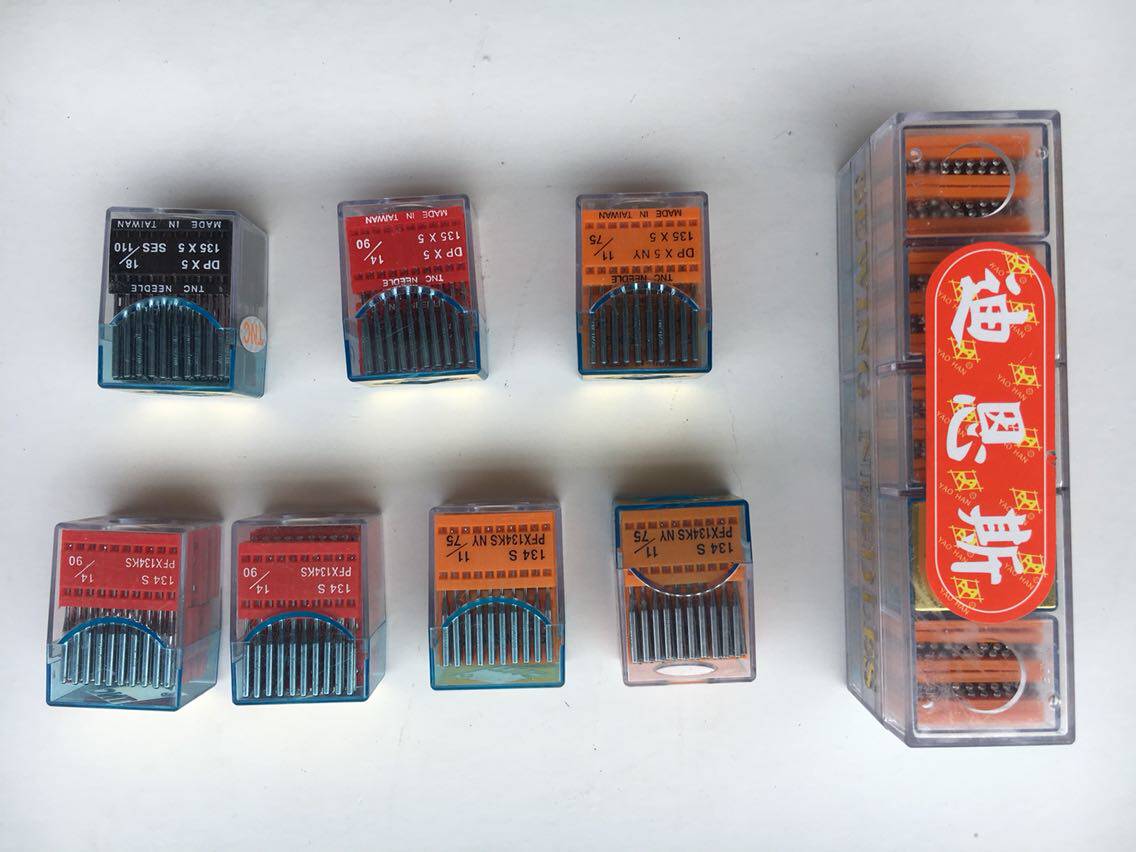 MADE IN TAIWAN
135 X 5
DP X 5
SES
18/110
TNC NEEDLE
TNC
MADE IN TAIWAN
135 X 5
DP X 5
14/90
TNC NEEDLE
MADE IN TAIWAN
135 X 5
DP X 5 NY
11/75
TNC NEEDLE
134 S
PFX134KS
14/90
134 S
PFX134KS
14/90
134 S
PFX134KS NY
11/75
134 S
PFX134KS NY
11/75
SEWING NEEDLES
迪恩斯
YAO HAN